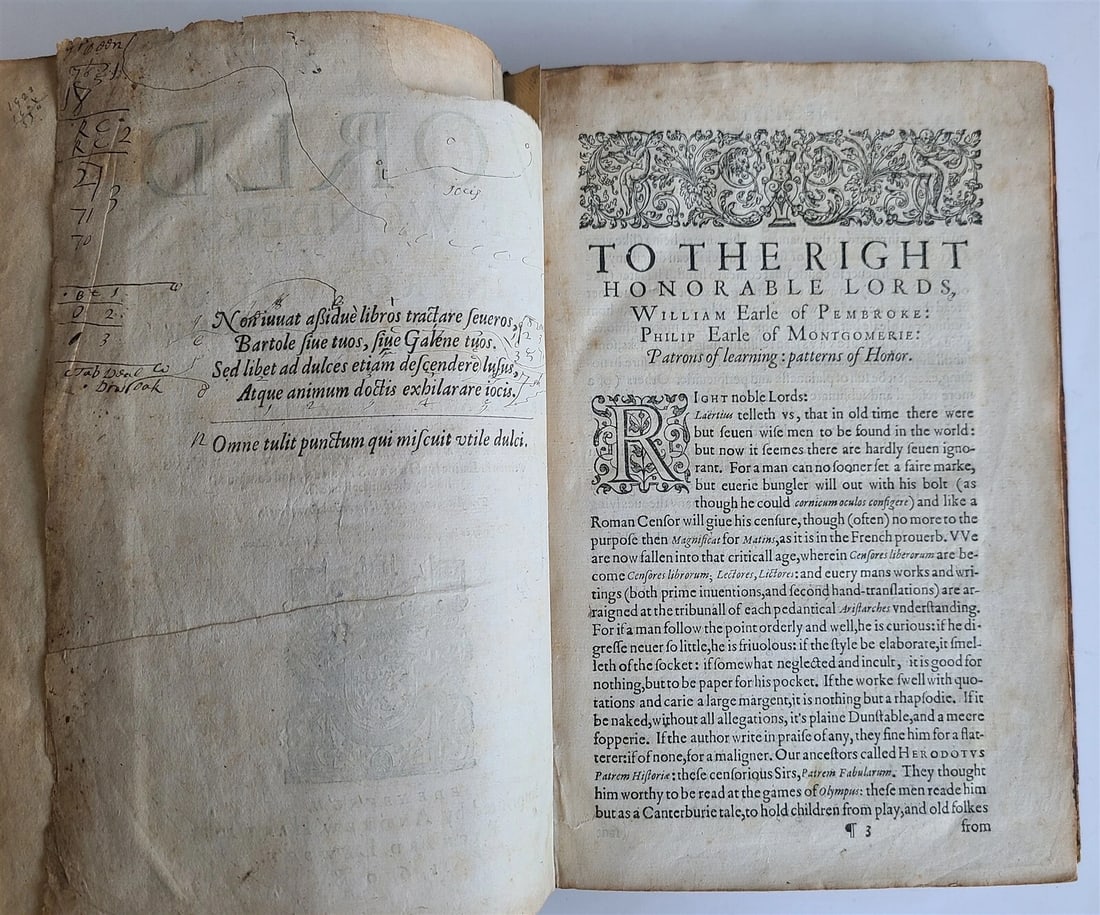 R C 2
R C
21
3
71
70
iocis
Non iuuat aſsiduè libros tractare ſeueros,
Bartole ſiue tuos, ſiue Galéne tuos.
Sed libet ad dulces etiam deſcendere luſus,
Atque animum doctis exhilarare iocis.
12 Omne tulit punctum qui miſcuit vtile dulci.
TO THE RIGHT
HONORABLE LORDS,
WILLIAM Earle of PEMBROKE:
PHILIP Earle of MONTGOMERIE:
Patrons of learning: patterns of Honor.
RIGHT noble Lords:
Laërtius telleth vs, that in old time there were
but ſeuen wiſe men to be found in the world:
but now it ſeemes there are hardly ſeuen igno-
rant. For a man can no ſooner ſet a faire marke,
but euerie bungler will out with his bolt (as
though he could cornicum oculos configere) and like a
Roman Cenſor will giue his cenſure, though (often) no more to the
purpoſe then Magnificat for Matins, as it is in the French prouerb. VVe
are now fallen into that criticall age, wherein Cenſores liberorum are be-
come Cenſores librorum; Lectores, Lictores: and euery mans works and wri-
tings (both prime inuentions, and ſecond hand-tranſlations) are ar-
raigned at the tribunall of each pedantical Ariſtarches vnderſtanding.
For if a man follow the point orderly and well, he is curious: if he di-
greſſe neuer ſo little, he is friuolous: if the ſtyle be elaborate, it ſmel-
leth of the ſocket: if ſomewhat neglected and incult, it is good for
nothing, but to be paper for his pocket. If the worke ſwell with quo-
tations and carie a large margent, it is nothing but a rhapſodie. If it
be naked, without all allegations, it's plaine Dunſtable, and a meere
fopperie. If the author write in praiſe of any, they fine him for a flat-
terer: if of none, for a maligner. Our anceſtors called HERODOTVS
Patrem Hiſtoriæ: theſe cenſorious Sirs, Patrem Fabularum. They thought
him worthy to be read at the games of Olympus: theſe men reade him
but as a Canterburie tale, to hold children from play, and old folkes
¶ 3 from